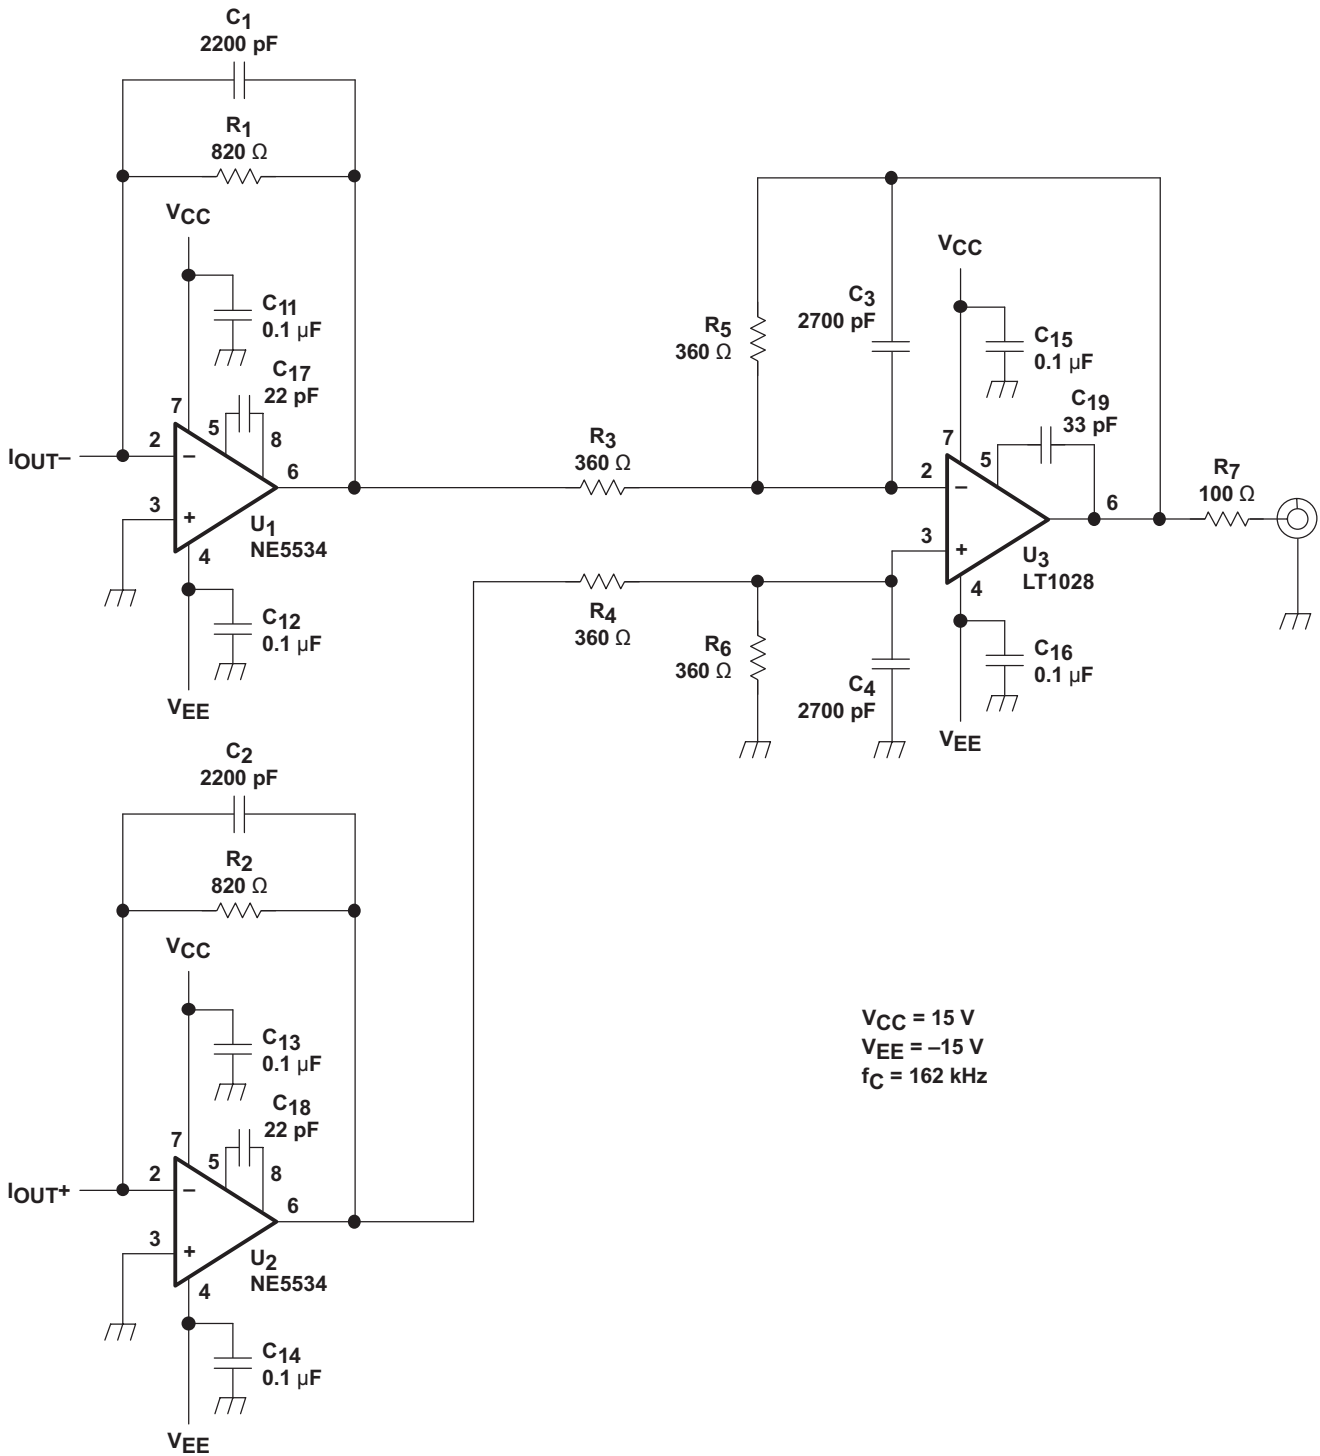 C1
2200 pF
R1
820 Ω
VCC
C11
0.1 µF
C17
22 pF
7
5
8
2
IOUT–
–
6
3
+
U1
NE5534
4
C12
0.1 µF
VEE
R3
360 Ω
R5
360 Ω
C3
2700 pF
VCC
C15
0.1 µF
C19
33 pF
7
5
2
–
6
R7
100 Ω
3
+
U3
LT1028
4
R4
360 Ω
R6
360 Ω
C4
2700 pF
C16
0.1 µF
VEE
C2
2200 pF
R2
820 Ω
VCC
C13
0.1 µF
C18
22 pF
7
5
8
2
IOUT+
–
6
3
+
U2
NE5534
4
C14
0.1 µF
VEE
VCC = 15 V
VEE = –15 V
fC = 162 kHz